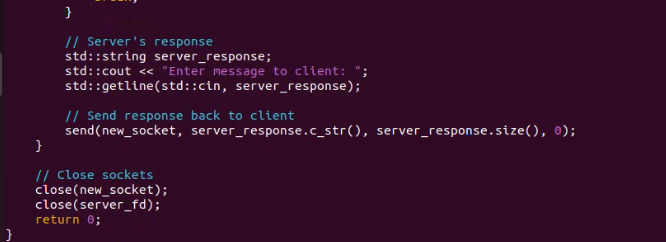 }
// Server's response
std::string server_response;
std::cout << "Enter message to client: ";
std::getline(std::cin, server_response);
// Send response back to client
send(new_socket, server_response.c_str(), server_response.size(), 0);
}
// Close sockets
close(new_socket);
close(server_fd);
return 0;
}